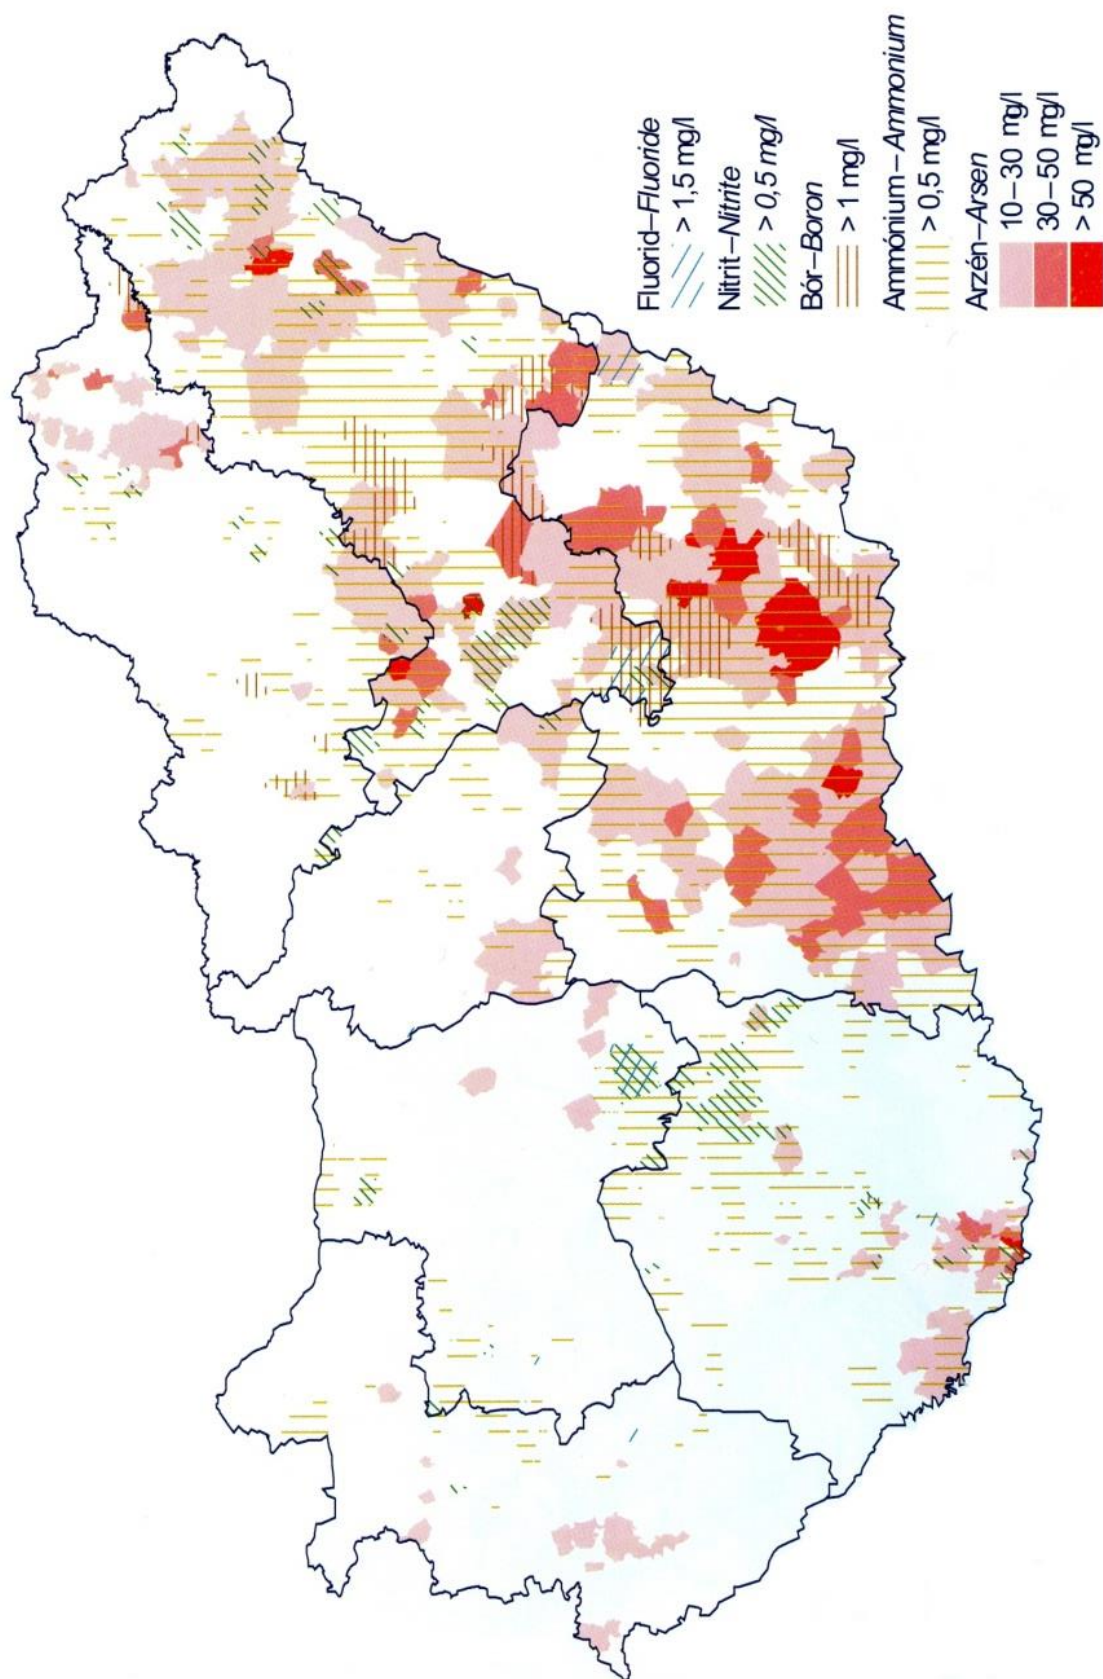 Fluorid–Fluoride
> 1,5 mg/l
Nitrit–Nitrite
> 0,5 mg/l
Bór–Boron
> 1 mg/l
Ammónium–Ammonium
> 0,5 mg/l
Arzén–Arsen
10–30 mg/l
30–50 mg/l
> 50 mg/l